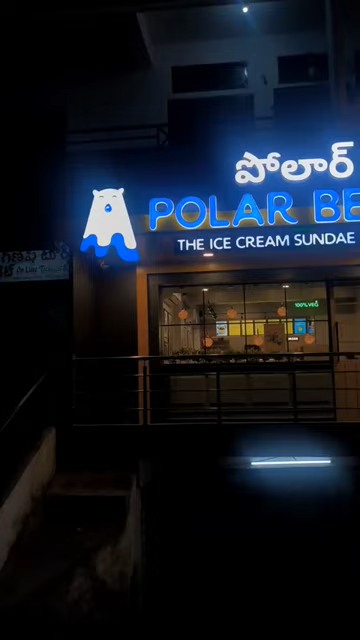 పోలార్
POLAR BE
THE ICE CREAM SUNDAE
100% VEG